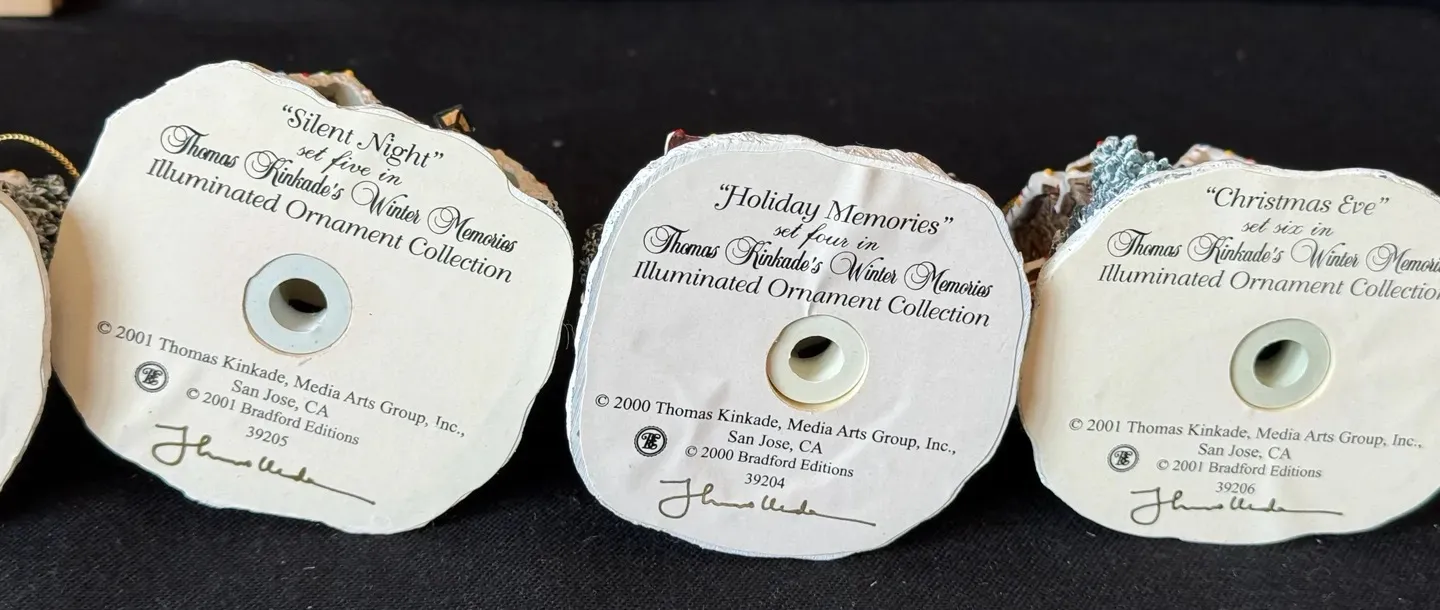 “Silent Night”
set five in
Thomas Kinkade's Winter Memories
Illuminated Ornament Collection
© 2001 Thomas Kinkade, Media Arts Group, Inc.,
San Jose, CA
© 2001 Bradford Editions
39205
“Holiday Memories”
set four in
Thomas Kinkade's Winter Memories
Illuminated Ornament Collection
© 2000 Thomas Kinkade, Media Arts Group, Inc.,
San Jose, CA
© 2000 Bradford Editions
39204
“Christmas Eve”
set six in
Thomas Kinkade's Winter Memori
Illuminated Ornament Collection
© 2001 Thomas Kinkade, Media Arts Group, Inc.,
San Jose, CA
© 2001 Bradford Editions
39206